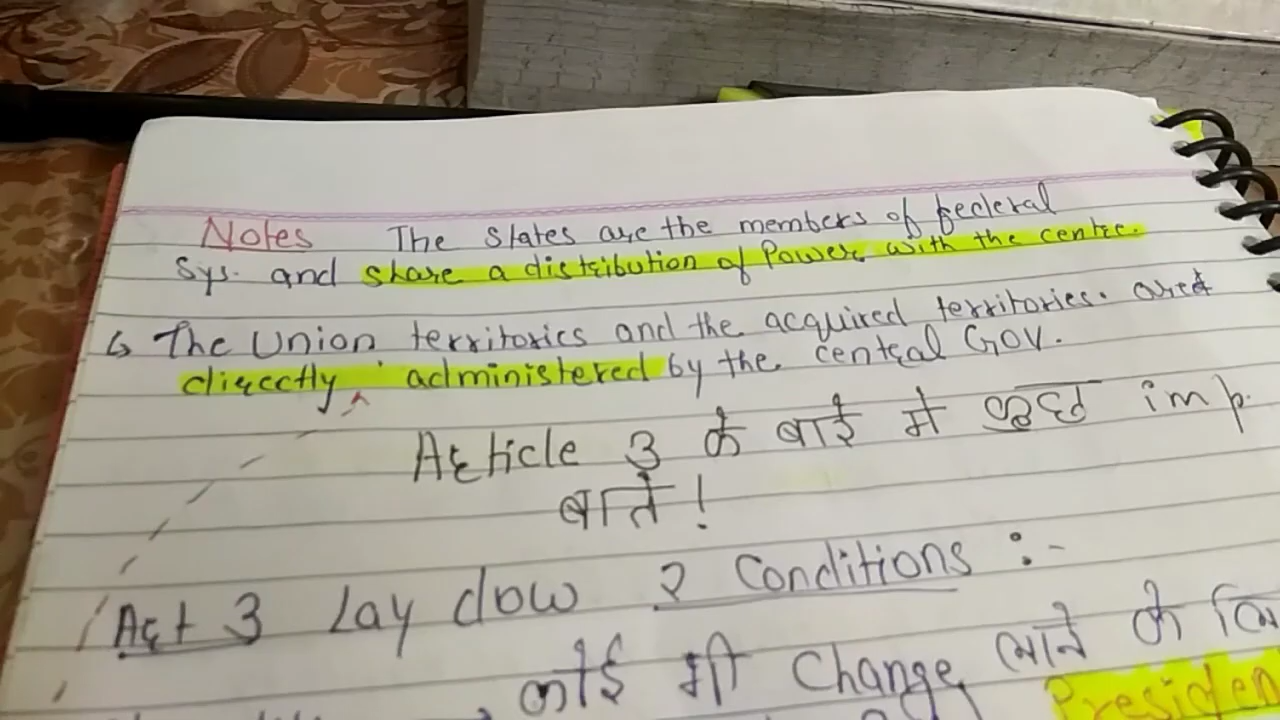 Notes The States are the members of federal
Sys. and share a distribution of Power with the centre.
↳ The Union territories and the acquired territories. are
directly administered by the central Gov.
Article 3 के बाई मे कुछ imp.
बाते!
Art 3 Lay dow 2 Conditions :-
कोई भी Change लाने के लि
Presiden